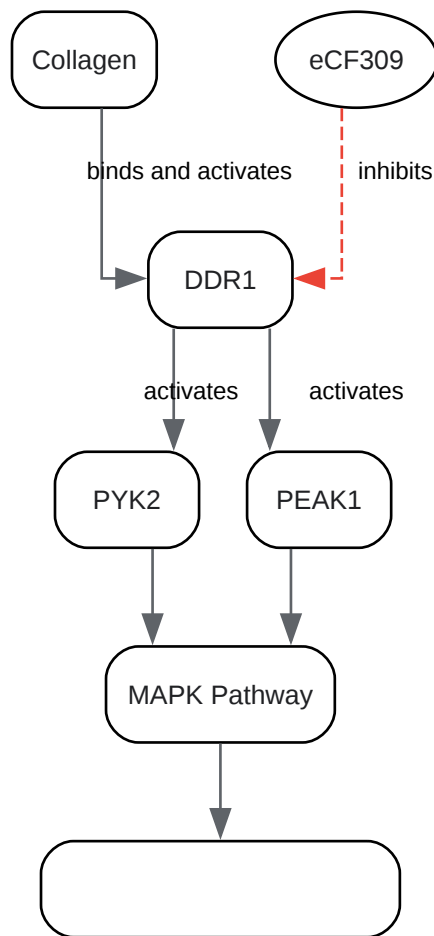 Collagen
eCF309
binds and activates
inhibits
DDR1
activates
activates
PYK2
PEAK1
MAPK Pathway